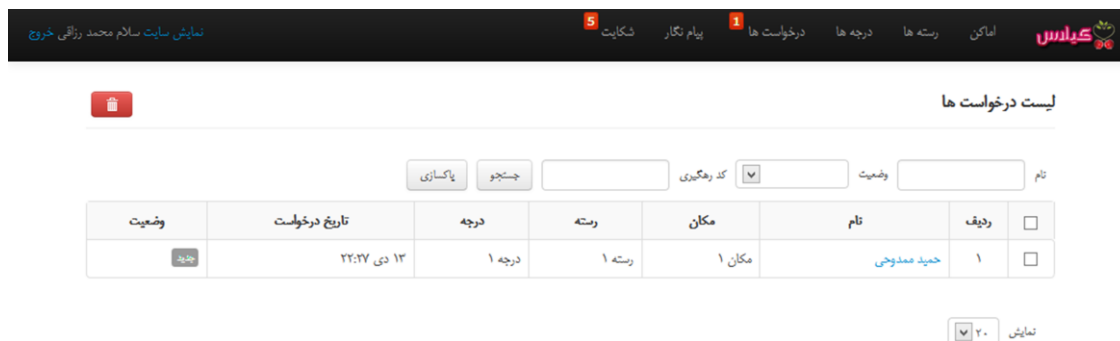 گیلاس اماکن رسته ها درجه ها درخواست ها 1 پیام نگار شکایت 5 نمایش سایت سلام محمد رزاقی خروج
لیست درخواست ها
نام وضعیت کد رهگیری جستجو پاکسازی
ردیف نام مکان رسته درجه تاریخ درخواست وضعیت
۱ حمید ممدوحی مکان ۱ رسته ۱ درجه ۱ ۱۳ دی ۲۲:۲۷ جدید
نمایش ۲۰